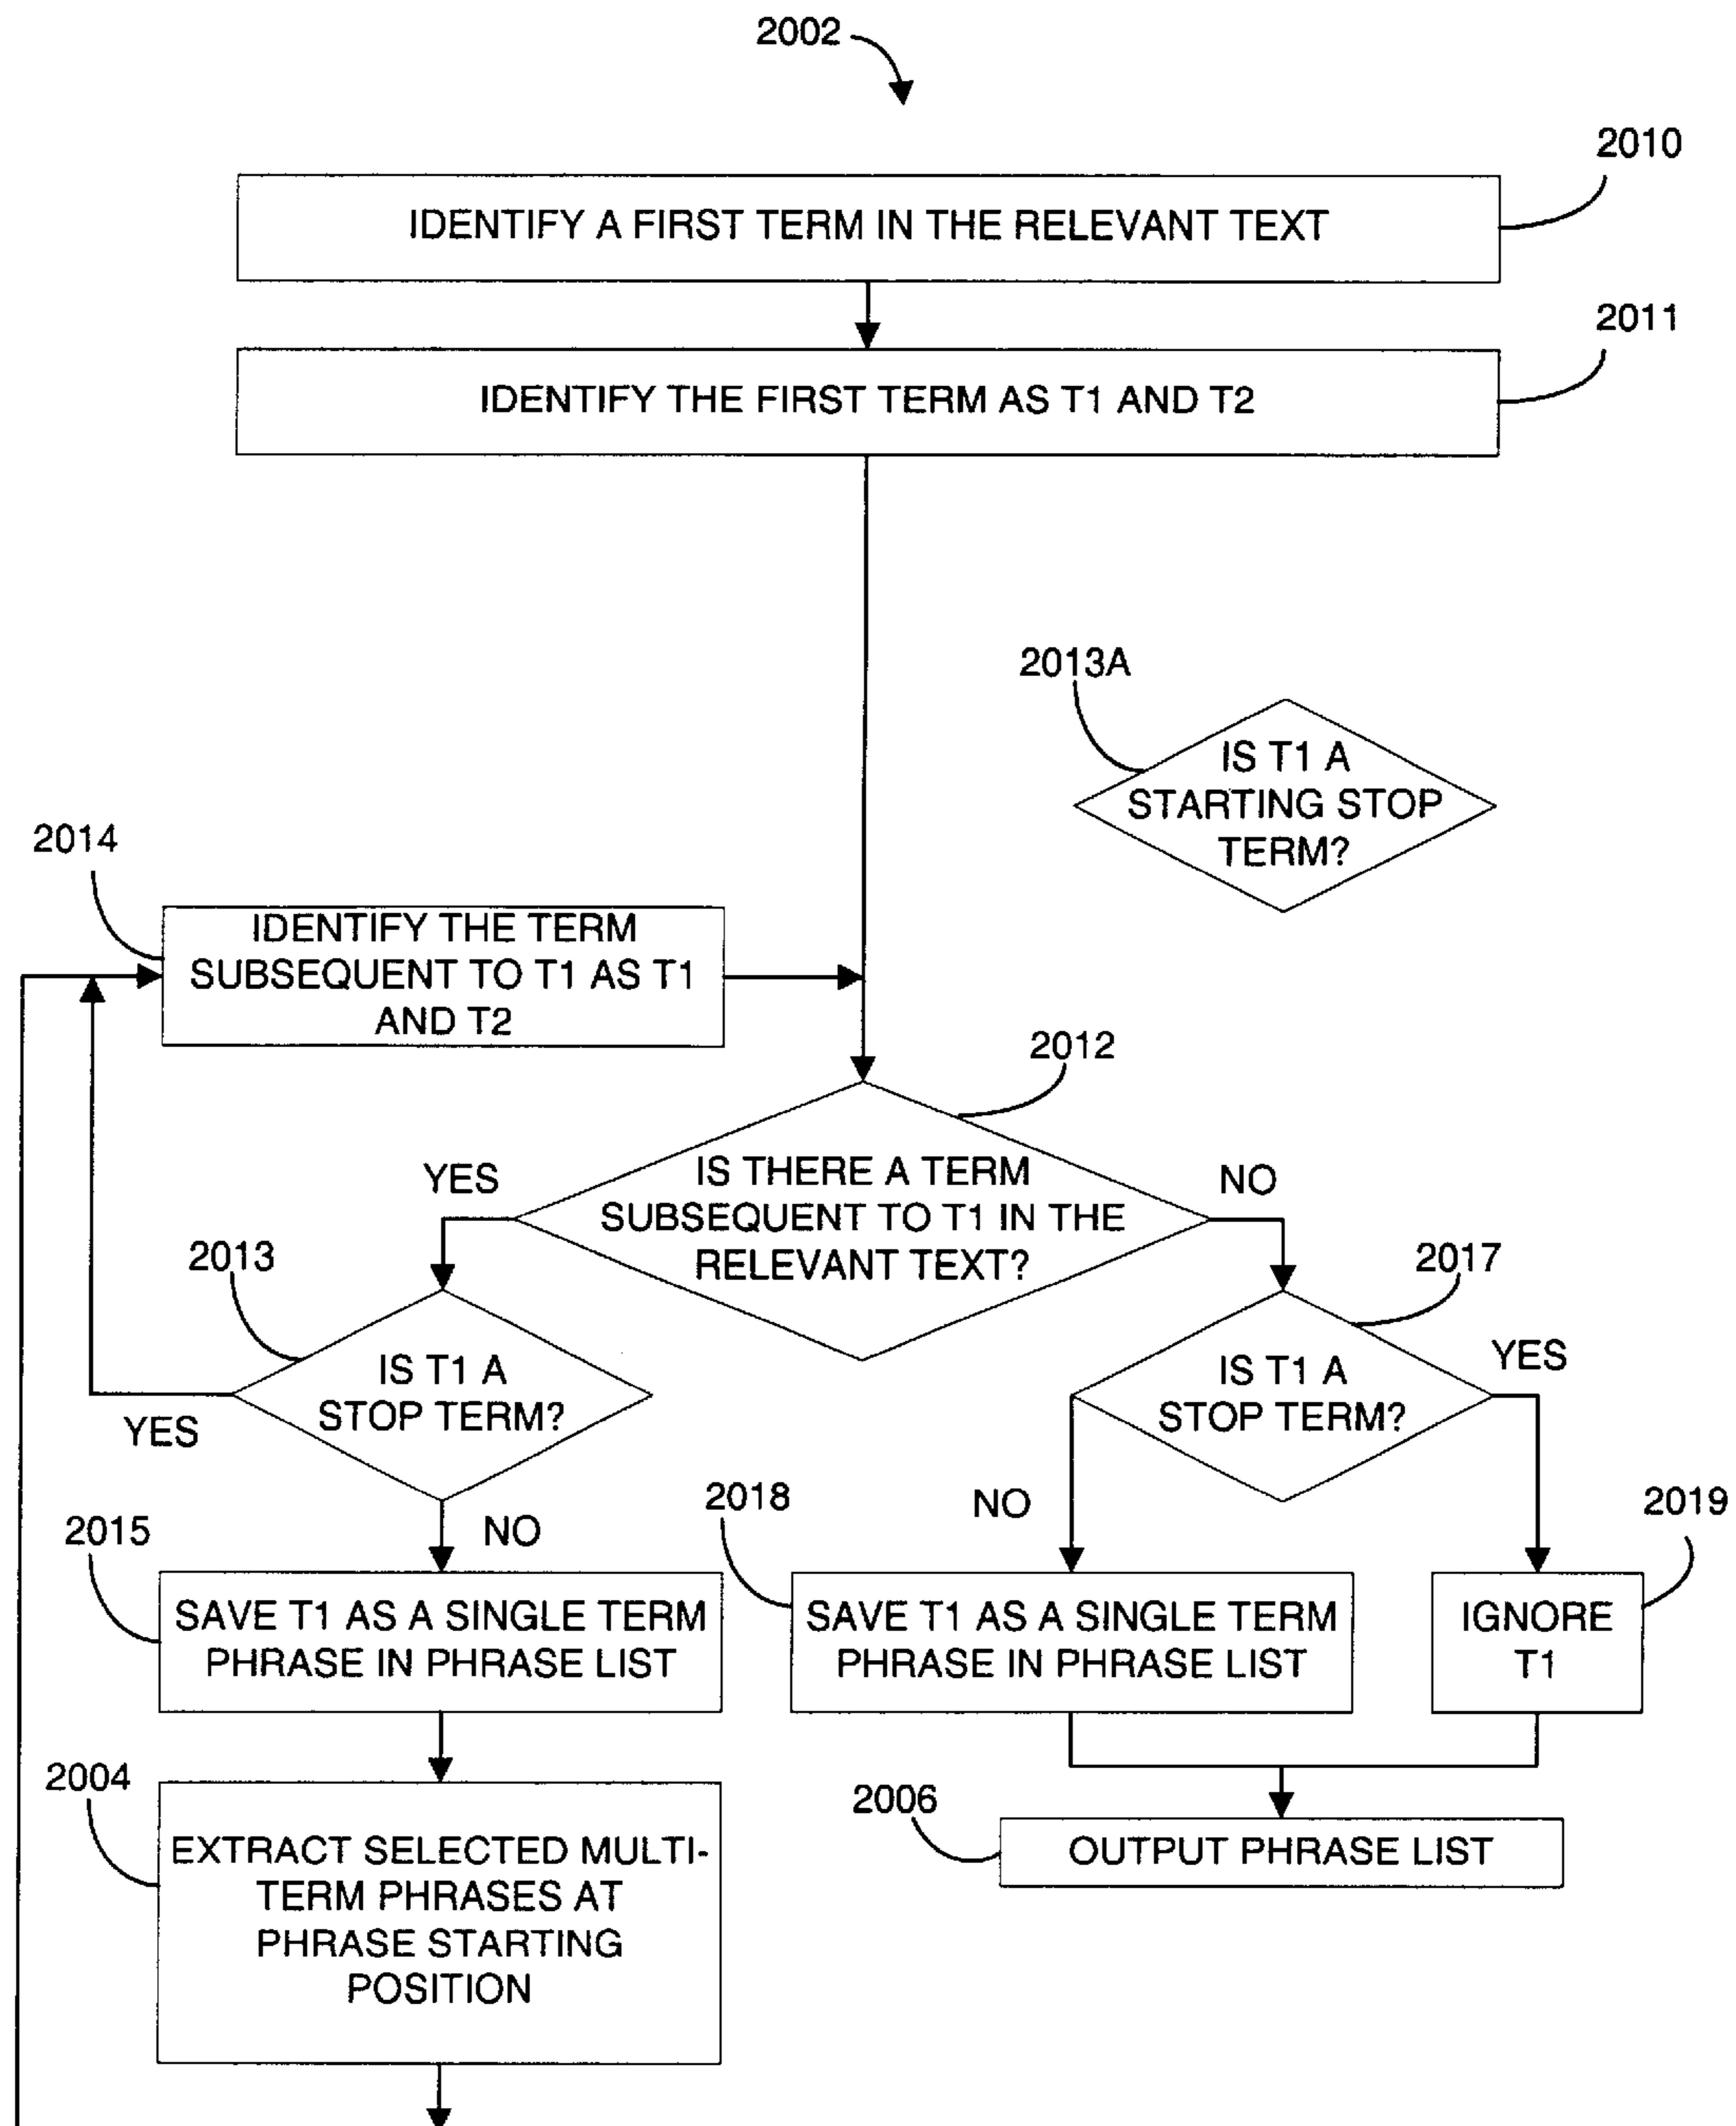 2002
2010
IDENTIFY A FIRST TERM IN THE RELEVANT TEXT
2011
IDENTIFY THE FIRST TERM AS T1 AND T2
2013A
IS T1 A
STARTING STOP
TERM?
2014
IDENTIFY THE TERM
SUBSEQUENT TO T1 AS T1
AND T2
2012
IS THERE A TERM
SUBSEQUENT TO T1 IN THE
RELEVANT TEXT?
YES
NO
2013
IS T1 A
STOP TERM?
YES
NO
2017
IS T1 A
STOP TERM?
YES
NO
2015
SAVE T1 AS A SINGLE TERM
PHRASE IN PHRASE LIST
2018
SAVE T1 AS A SINGLE TERM
PHRASE IN PHRASE LIST
2019
IGNORE
T1
2004
EXTRACT SELECTED MULTI-
TERM PHRASES AT
PHRASE STARTING
POSITION
2006
OUTPUT PHRASE LIST